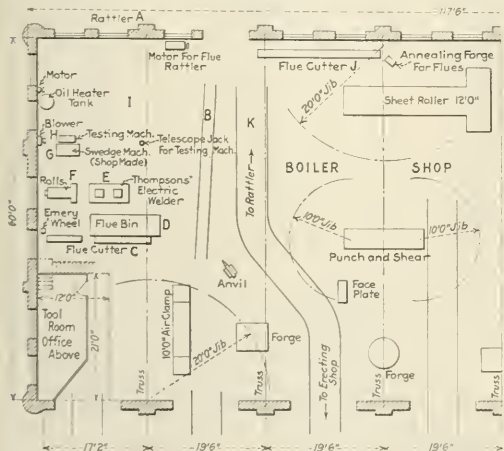 117'6"
Rattler A
Motor For Flue
Rattler
Flue Cutter J
Annealing Forge
For Flues
Motor
Oil Heater
Tank
I
B
K
20'0" Jib
Sheet Roller 12'0"
Blower
H
Testing Mach.
Telescope Jack
For Testing Mach.
G
Swedge Mach.
(Shop Made)
To Rattler
BOILER SHOP
Rolls
F
E
Thompsons'
Electric
Welder
60'0"
Emery
Wheel
Flue Bin
D
10'0" Jib
10'0" Jib
Punch and Shear
Flue Cutter C
Anvil
Face
Plate
12'0"
Tool
Room
Office
Above
21'0"
10'0" Air Clamp
20'0" Jib
Forge
Forge
Truss
Truss
Truss
Truss
To Erecting
Shop
17'2"
19'6"
19'6"
19'6"